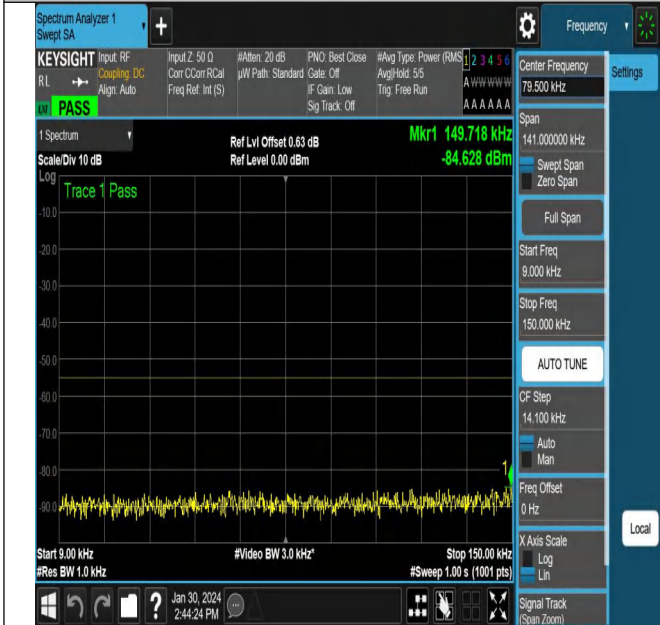 Spectrum Analyzer 1
Swept SA
+
Frequency
KEYSIGHT
RL
PASS
Input: RF
Coupling: DC
Align: Auto
Input Z: 50 Ω
Corr CCorr RCal
Freq Ref: Int (S)
#Atten: 20 dB
µW Path: Standard
PNO: Best Close
Gate: Off
IF Gain: Low
Sig Track: Off
#Avg Type: Power (RMS
Avg|Hold: 5/5
Trig: Free Run
1 2 3 4 5 6
A W W W W W
A A A A A A
1 Spectrum
Scale/Div 10 dB
Ref Lvl Offset 0.63 dB
Ref Level 0.00 dBm
Mkr1 149.718 kHz
-84.628 dBm
Log
Trace 1 Pass
-10.0
-20.0
-30.0
-40.0
-50.0
-60.0
-70.0
-80.0
-90.0
1
Start 9.00 kHz
#Res BW 1.0 kHz
#Video BW 3.0 kHz*
Stop 150.00 kHz
#Sweep 1.00 s (1001 pts)
?
Jan 30, 2024
2:44:24 PM
Center Frequency
79.500 kHz
Span
141.000000 kHz
Swept Span
Zero Span
Full Span
Start Freq
9.000 kHz
Stop Freq
150.000 kHz
AUTO TUNE
CF Step
14.100 kHz
Auto
Man
Freq Offset
0 Hz
X Axis Scale
Log
Lin
Signal Track
(Span Zoom)
Settings
Local